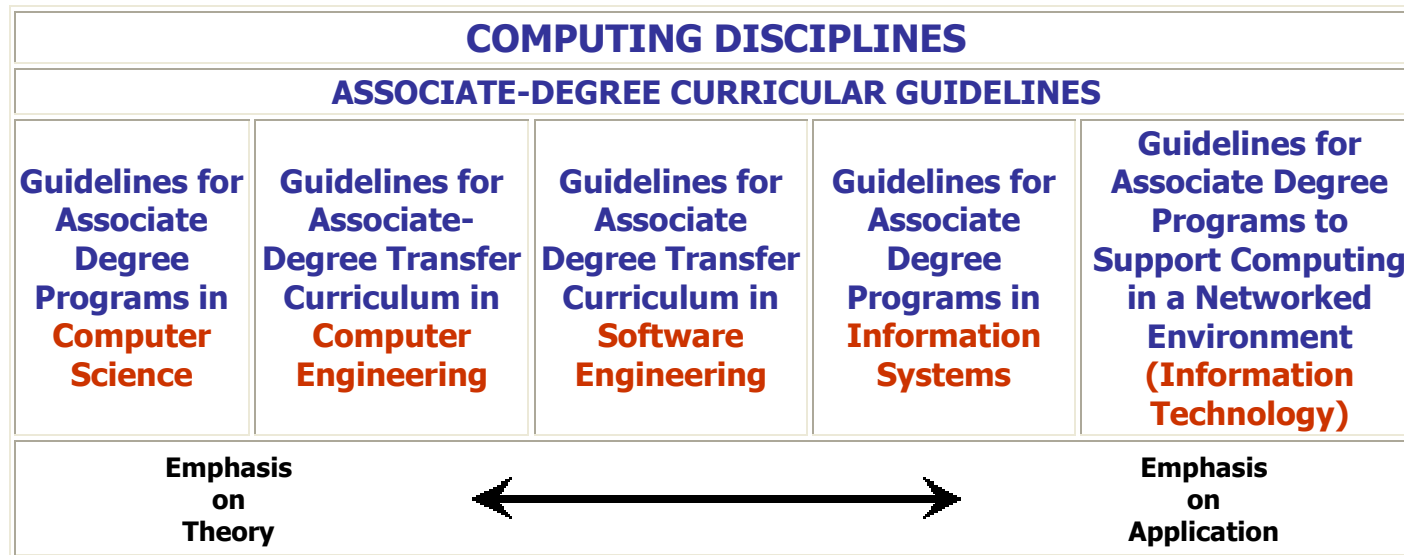 COMPUTING DISCIPLINES
ASSOCIATE-DEGREE CURRICULAR GUIDELINES
Guidelines for
Associate
Degree
Programs in
Computer
Science
Guidelines for
Associate-
Degree Transfer
Curriculum in
Computer
Engineering
Guidelines for
Associate
Degree Transfer
Curriculum in
Software
Engineering
Guidelines for
Associate
Degree
Programs in
Information
Systems
Guidelines for
Associate Degree
Programs to
Support Computing
in a Networked
Environment
(Information
Technology)
Emphasis
on
Theory
Emphasis
on
Application